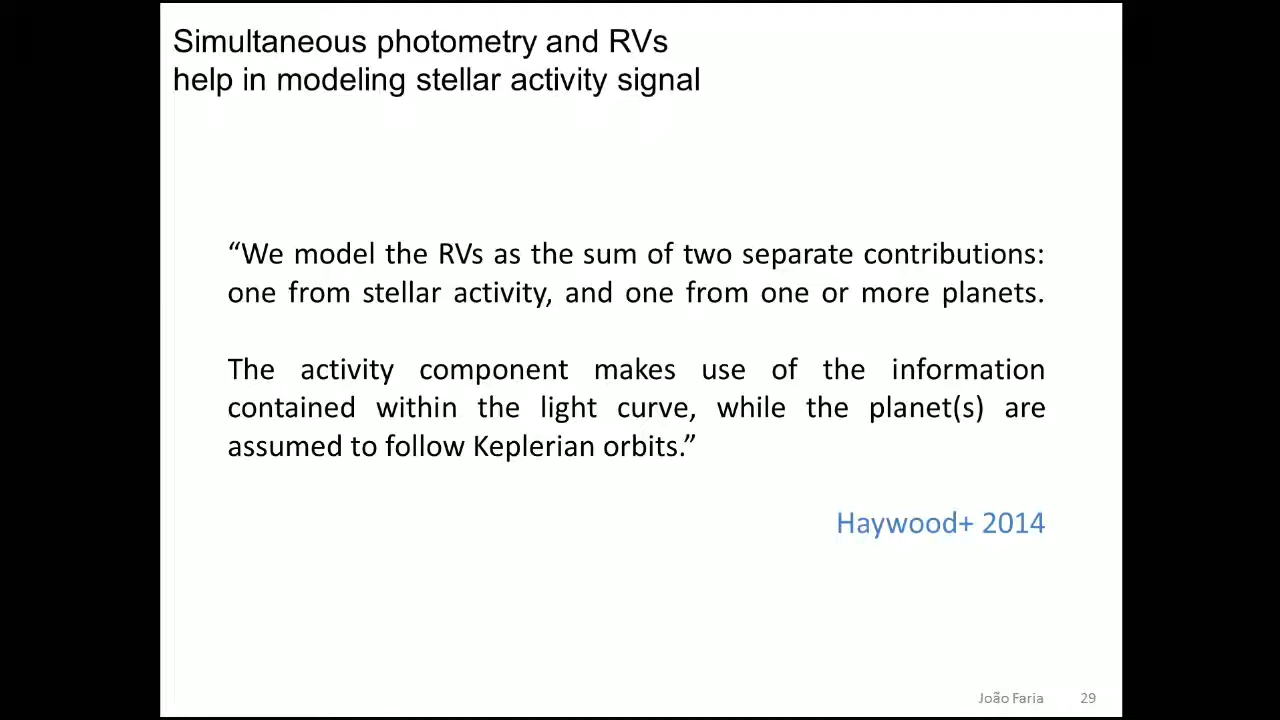 Simultaneous photometry and RVs
help in modeling stellar activity signal
“We model the RVs as the sum of two separate contributions:
one from stellar activity, and one from one or more planets.
The activity component makes use of the information
contained within the light curve, while the planet(s) are
assumed to follow Keplerian orbits.”
Haywood+ 2014
João Faria 29